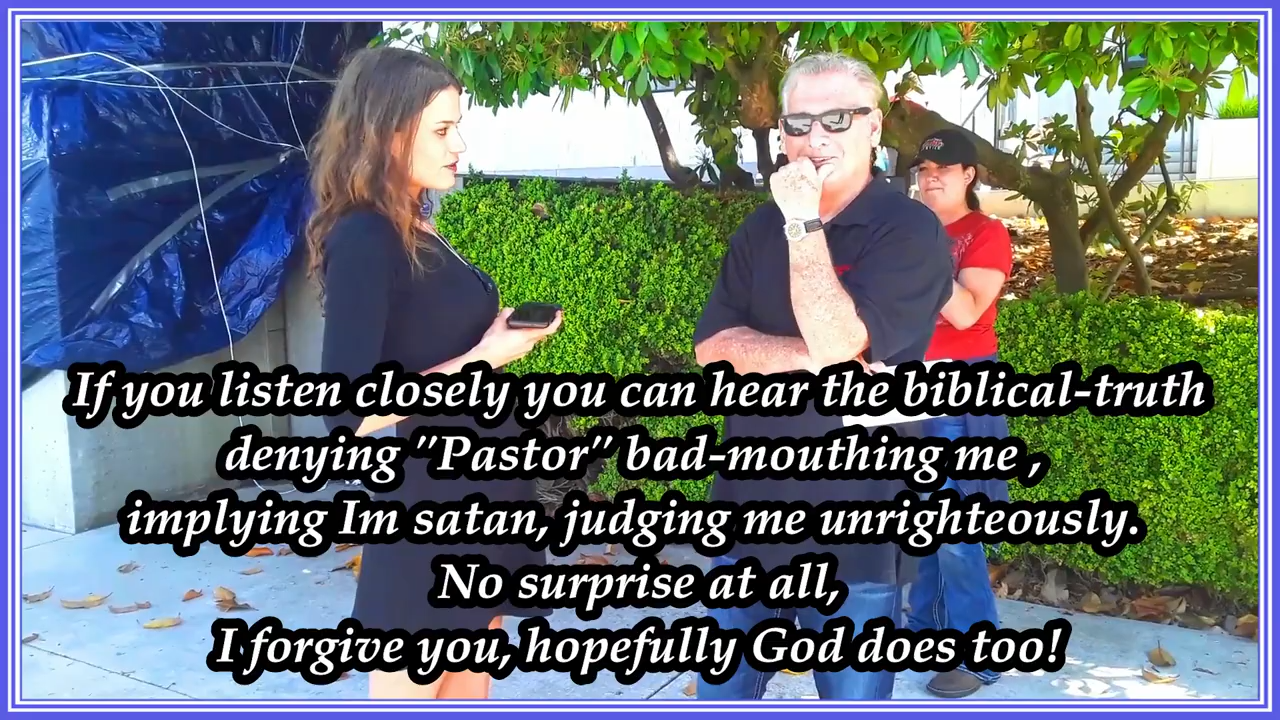 If you listen closely you can hear the biblical-truth
denying "Pastor" bad-mouthing me ,
implying Im satan, judging me unrighteously.
No surprise at all,
I forgive you, hopefully God does too!